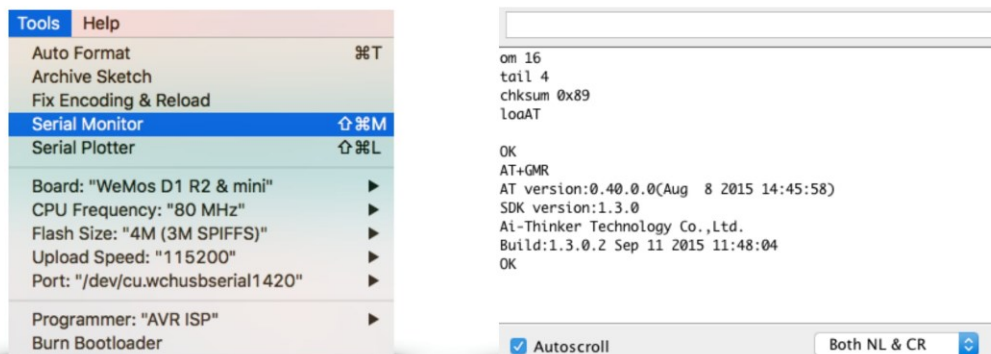 Tools Help
Auto Format ⌘T
Archive Sketch
Fix Encoding & Reload
Serial Monitor ⇧⌘M
Serial Plotter ⇧⌘L
Board: "WeMos D1 R2 & mini"
CPU Frequency: "80 MHz"
Flash Size: "4M (3M SPIFFS)"
Upload Speed: "115200"
Port: "/dev/cu.wchusbserial1420"
Programmer: "AVR ISP"
Burn Bootloader
om 16
tail 4
chksum 0x89
loaAT
OK
AT+GMR
AT version:0.40.0.0(Aug  8 2015 14:45:58)
SDK version:1.3.0
Ai-Thinker Technology Co.,Ltd.
Build:1.3.0.2 Sep 11 2015 11:48:04
OK
Autoscroll Both NL & CR